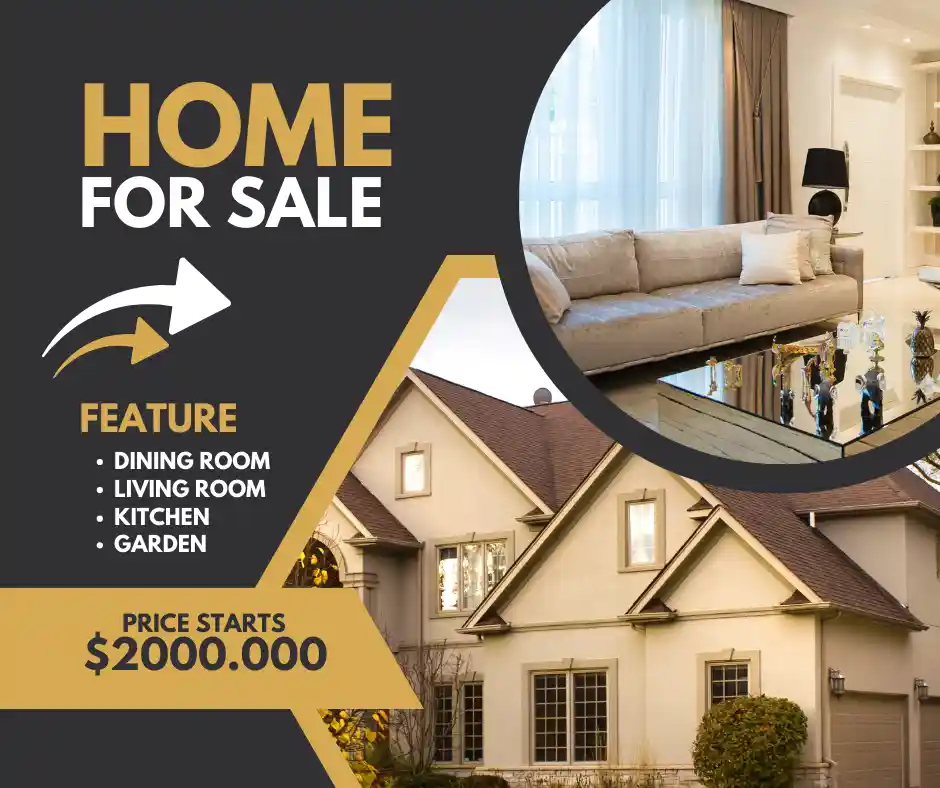 HOME
FOR SALE
FEATURE
• DINING ROOM
• LIVING ROOM
• KITCHEN
• GARDEN
PRICE STARTS
$2000.000